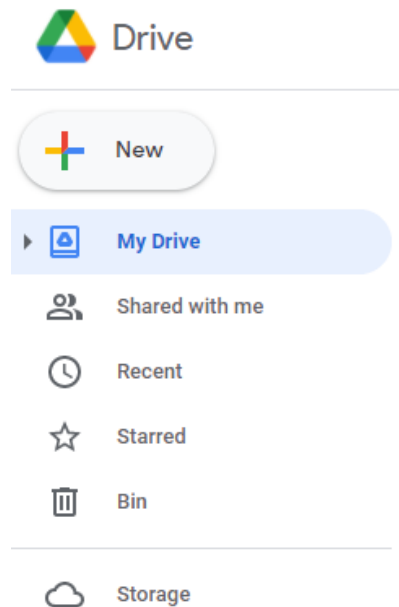 Drive
New
My Drive
Shared with me
Recent
Starred
Bin
Storage